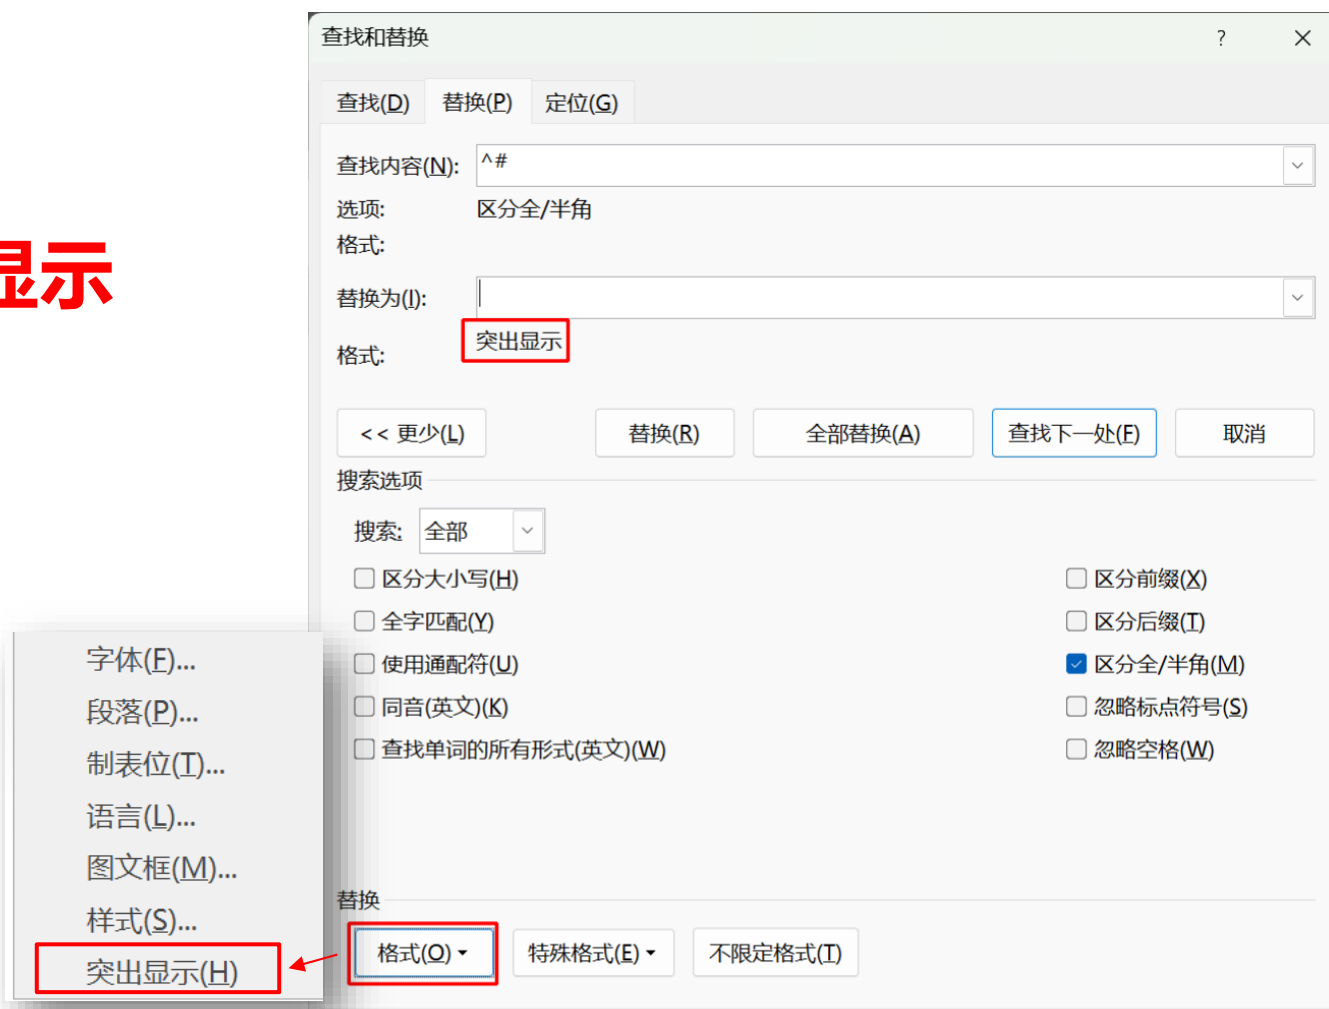 查找和替换 ?
查找(D) 替换(P) 定位(G)
查找内容(N): ^#
选项: 区分全/半角
格式:
显示
替换为(I):
突出显示
格式:
<< 更少(L) 替换(R) 全部替换(A) 查找下一处(F) 取消
搜索选项
搜索: 全部
区分大小写(H) 区分前缀(X)
全字匹配(Y) 区分后缀(T)
使用通配符(U) 区分全/半角(M)
同音(英文)(K) 忽略标点符号(S)
查找单词的所有形式(英文)(W) 忽略空格(W)
字体(F)...
段落(P)...
制表位(T)...
语言(L)...
图文框(M)...
样式(S)...
突出显示(H)
替换
格式(O) 特殊格式(E) 不限定格式(T)